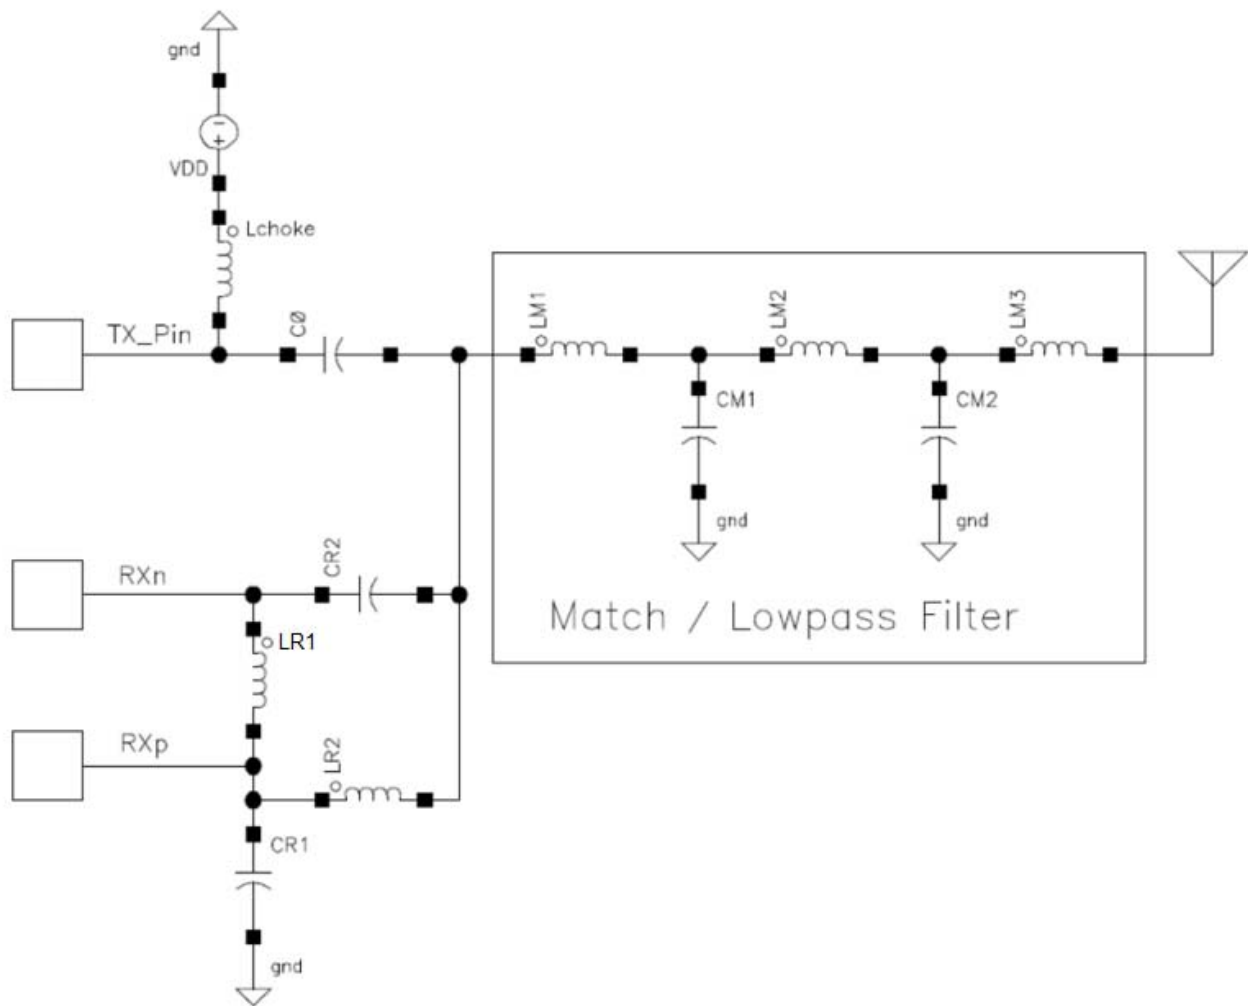 gnd
VDD
Lchoke
TX_Pin
C0
LM1
LM2
LM3
CM1
CM2
gnd
gnd
Match / Lowpass Filter
RXn
CR2
LR1
RXp
LR2
CR1
gnd